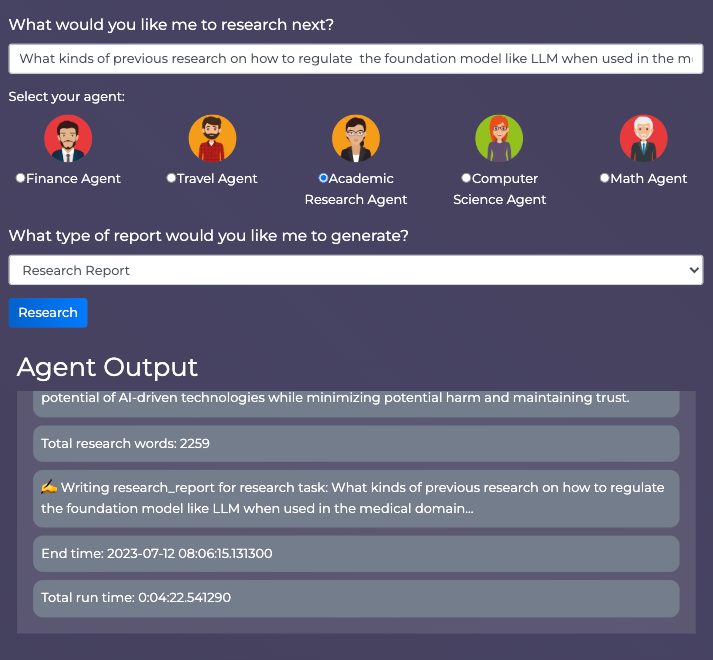 What would you like me to research next?
What kinds of previous research on how to regulate  the foundation model like LLM when used in the m
Select your agent:
Finance Agent
Travel Agent
Academic
Research Agent
Computer
Science Agent
Math Agent
What type of report would you like me to generate?
Research Report
Research
Agent Output
potential of AI-driven technologies while minimizing potential harm and maintaining trust.
Total research words: 2259
✍️ Writing research_report for research task: What kinds of previous research on how to regulate
the foundation model like LLM when used in the medical domain...
End time: 2023-07-12 08:06:15.131300
Total run time: 0:04:22.541290